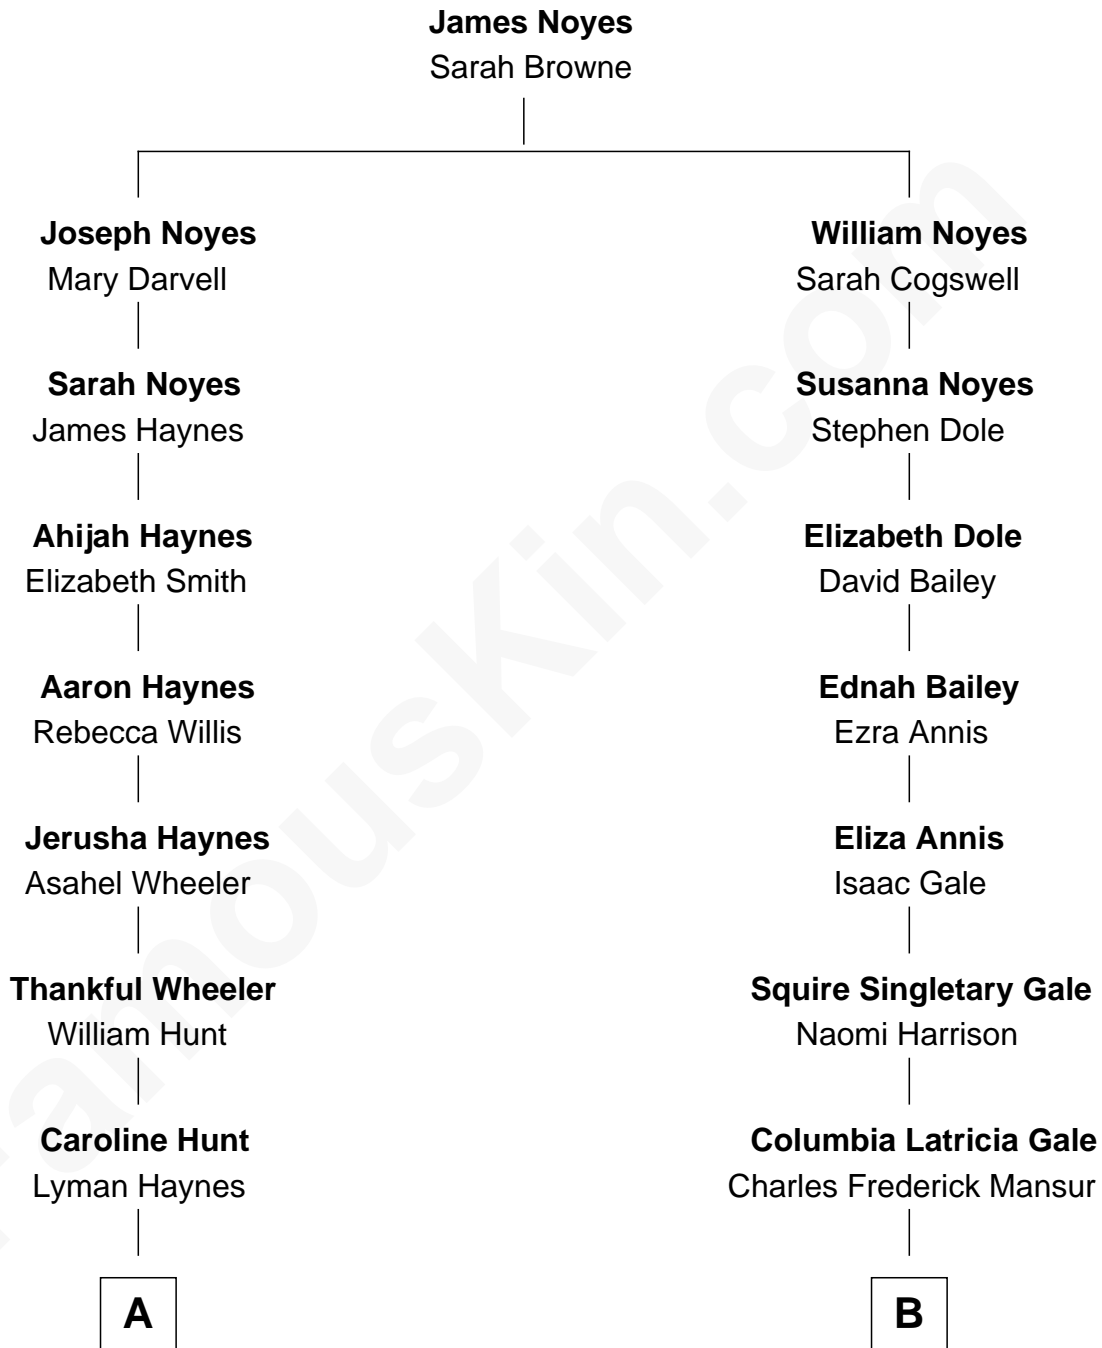 James Noyes
Sarah Browne
Joseph Noyes
Mary Darvell
Sarah Noyes
James Haynes
Ahijah Haynes
Elizabeth Smith
Aaron Haynes
Rebecca Willis
Jerusha Haynes
Asahel Wheeler
Thankful Wheeler
William Hunt
Caroline Hunt
Lyman Haynes
A
William Noyes
Sarah Cogswell
Susanna Noyes
Stephen Dole
Elizabeth Dole
David Bailey
Ednah Bailey
Ezra Annis
Eliza Annis
Isaac Gale
Squire Singletary Gale
Naomi Harrison
Columbia Latricia Gale
Charles Frederick Mansur
B
FamousKin.com